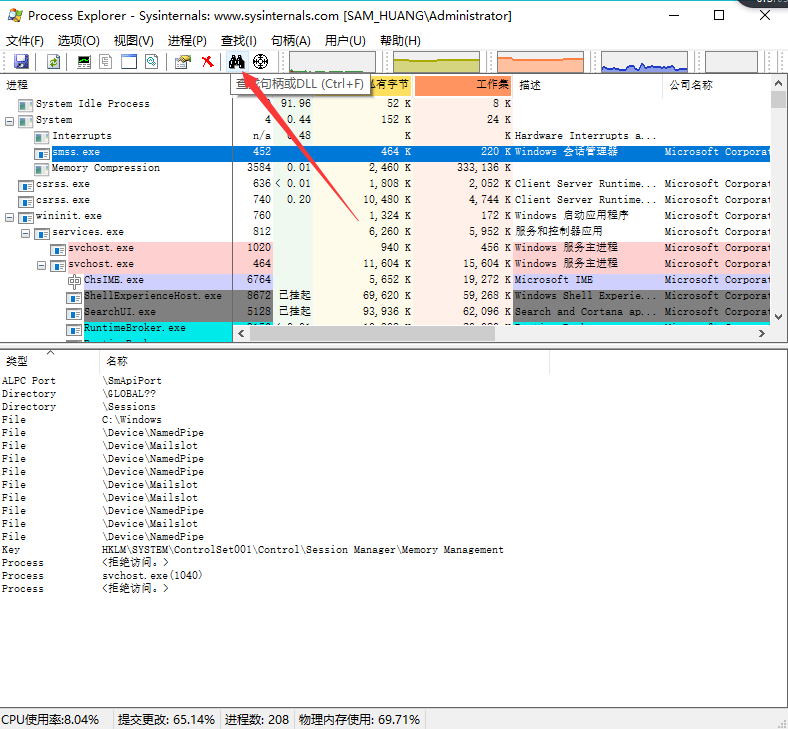 Process Explorer - Sysinternals: www.sysinternals.com [SAM_HUANG\Administrator]
文件(F) 选项(O) 视图(V) 进程(P) 查找(I) 句柄(A) 用户(U) 帮助(H)
查找句柄或DLL (Ctrl+F)
进程 有字节 工作集 描述 公司名称
System Idle Process 91.96 52 K 8 K
System 4 0.44 152 K 24 K
Interrupts n/a .48 K K Hardware Interrupts a...
smss.exe 452 464 K 220 K Windows 会话管理器 Microsoft Corporat
Memory Compression 3584 0.01 2,460 K 333,136 K
csrss.exe 636 < 0.01 1,808 K 2,052 K Client Server Runtime... Microsoft Corporat
csrss.exe 740 0.20 10,480 K 4,744 K Client Server Runtime... Microsoft Corporat
wininit.exe 760 1,324 K 172 K Windows 启动应用程序 Microsoft Corporat
services.exe 812 6,260 K 5,952 K 服务和控制器应用 Microsoft Corporat
svchost.exe 1020 940 K 456 K Windows 服务主进程 Microsoft Corporat
svchost.exe 464 11,604 K 15,604 K Windows 服务主进程 Microsoft Corporat
ChsIME.exe 6764 5,652 K 19,272 K Microsoft IME Microsoft Corporat
ShellExperienceHost.exe 8672 已挂起 69,620 K 59,268 K Windows Shell Experie... Microsoft Corporat
SearchUI.exe 5128 已挂起 93,936 K 62,096 K Search and Cortana ap... Microsoft Corporat
RuntimeBroker.exe
类型 名称
ALPC Port \SmApiPort
Directory \GLOBAL??
Directory \Sessions
File C:\Windows
File \Device\NamedPipe
File \Device\Mailslot
File \Device\NamedPipe
File \Device\NamedPipe
File \Device\Mailslot
File \Device\Mailslot
File \Device\NamedPipe
File \Device\Mailslot
File \Device\NamedPipe
Key HKLM\SYSTEM\ControlSet001\Control\Session Manager\Memory Management
Process <拒绝访问。>
Process svchost.exe(1040)
Process <拒绝访问。>
CPU使用率:8.04% 提交更改: 65.14% 进程数: 208 物理内存使用: 69.71%